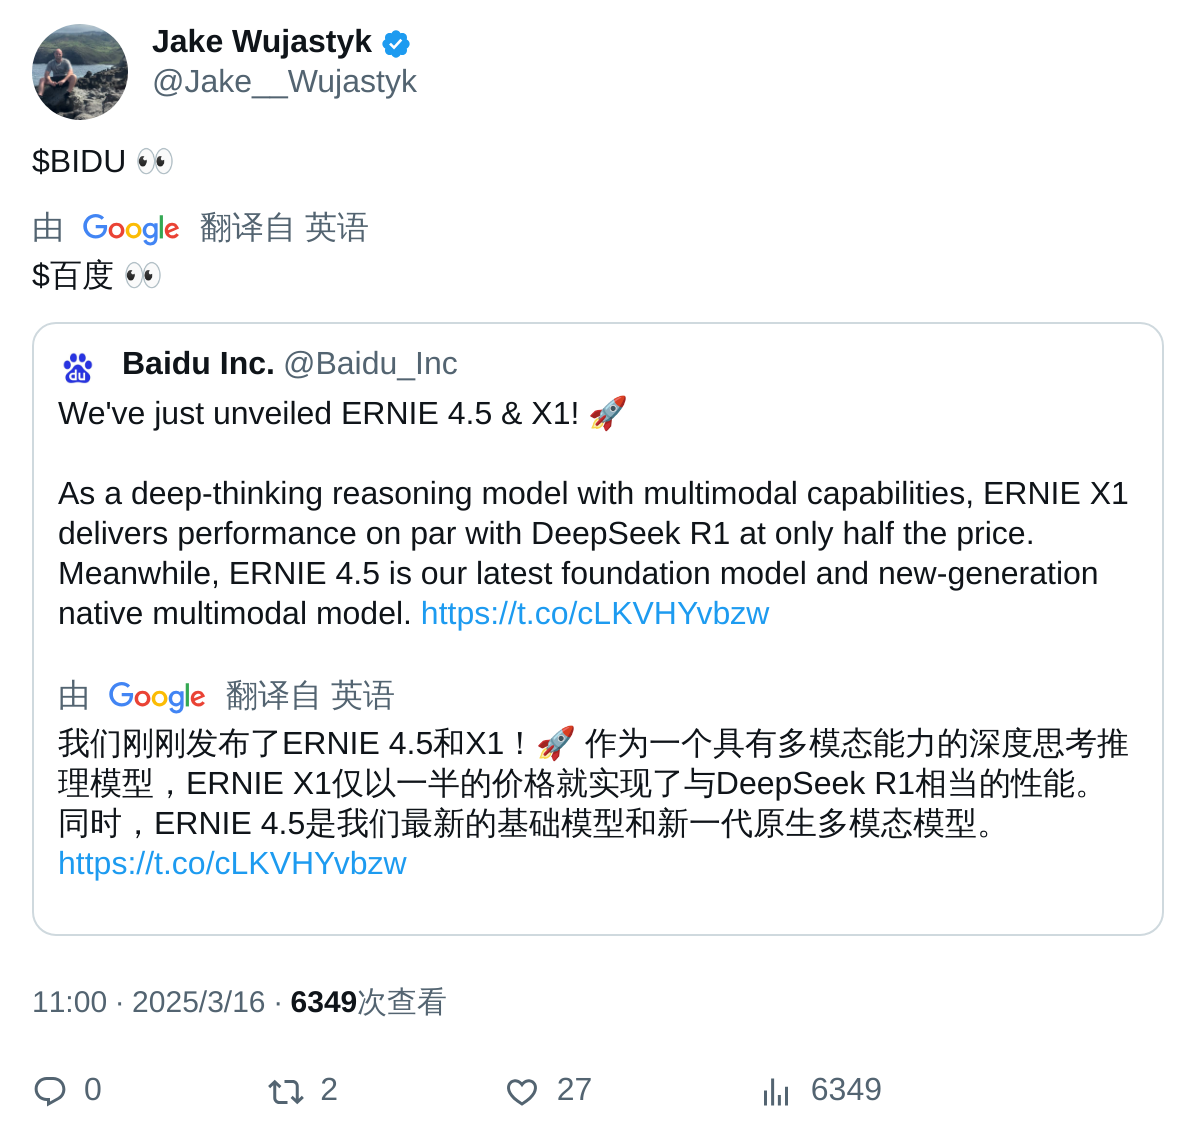 Jake Wujastyk
@Jake__Wujastyk
$BIDU 👀
由 Google 翻译自 英语
$百度 👀
du
Baidu Inc. @Baidu_Inc
We've just unveiled ERNIE 4.5 & X1! 🚀
As a deep-thinking reasoning model with multimodal capabilities, ERNIE X1
delivers performance on par with DeepSeek R1 at only half the price.
Meanwhile, ERNIE 4.5 is our latest foundation model and new-generation
native multimodal model. https://t.co/cLKVHYvbzw
由 Google 翻译自 英语
我们刚刚发布了ERNIE 4.5和X1！🚀 作为一个具有多模态能力的深度思考推
理模型，ERNIE X1仅以一半的价格就实现了与DeepSeek R1相当的性能。
同时，ERNIE 4.5是我们最新的基础模型和新一代原生多模态模型。
https://t.co/cLKVHYvbzw
11:00 · 2025/3/16 · 6349次查看
0 2 27 6349